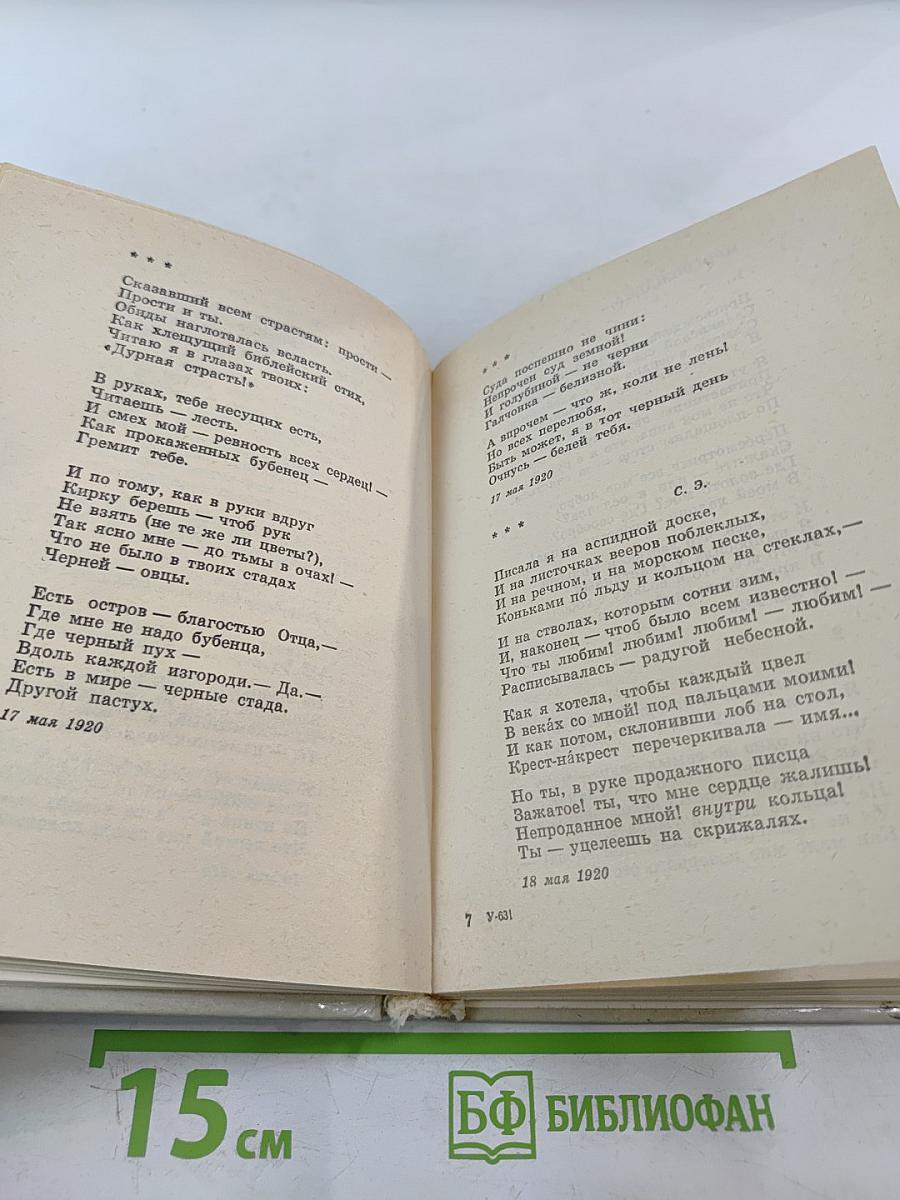 * * *
Сказавший всем страстям: прости —
Прости и ты.
Обиды наглоталась всласть.
Как хлещущий библейский стих,
Читаю я в глазах твоих:
«Дурная страсть!»
В руках, тебе несущих есть,
Читаешь — лесть.
И смех мой — ревность всех сердец! —
Как прокаженных бубенец —
Гремит тебе.
И по тому, как в руки вдруг
Кирку берешь — чтоб рук
Не взять (не те же ли цветы?),
Так ясно мне — до тьмы в очах! —
Что не было в твоих стадах
Черней — овцы.
Есть остров — благостью Отца,—
Где мне не надо бубенца,
Где черный пух —
Вдоль каждой изгороди.— Да.—
Есть в мире — черные стада.
Другой пастух.
17 мая 1920
* * *
Суда поспешно не чини:
Непрочен суд земной!
И голубиной — не черни
Галчонка — белизной.
А впрочем — что ж, коли не лень!
Но всех перелюбя,
Быть может, я в тот черный день
Очнусь — белей тебя.
17 мая 1920
С. Э.
* * *
Писала я на аспидной доске,
И на листочках вееров поблеклых,
И на речном, и на морском песке,
Коньками по́ льду и кольцом на стеклах,—
И на стволах, которым сотни зим,
И, наконец — чтоб было всем известно! —
Что ты любим! любим! любим! — любим! —
Расписывалась — радугой небесной.
Как я хотела, чтобы каждый цвел
В века́х со мной! под пальцами моими!
И как потом, склонивши лоб на стол,
Крест-на́крест перечеркивала — имя...
Но ты, в руке продажного писца
Зажатое! ты, что мне сердце жалишь!
Непроданное мной! внутри кольца!
Ты — уцелеешь на скрижалях.
18 мая 1920
7 У-631
15 см
БФ БИБЛИОФАН